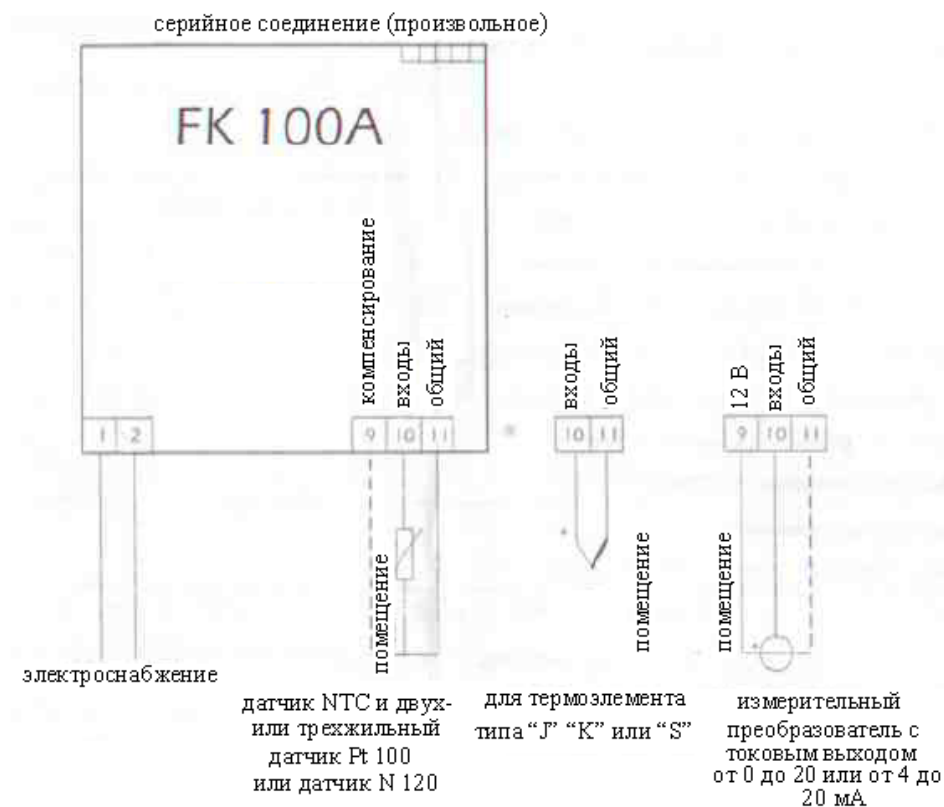 серийное соединение (произвольное)
FK 100A
компенсирование
входы
общий
1 2
9 10 11
помещение
электроснабжение
датчик NTC и двух-
или трехжильный
датчик Pt 100
или датчик N 120
входы
общий
10 11
помещение
для термоэлемента
типа “J” “K” или “S”
12 В
входы
общий
9 10 11
помещение
измерительный
преобразователь с
токовым выходом
от 0 до 20 или от 4 до
20 мА